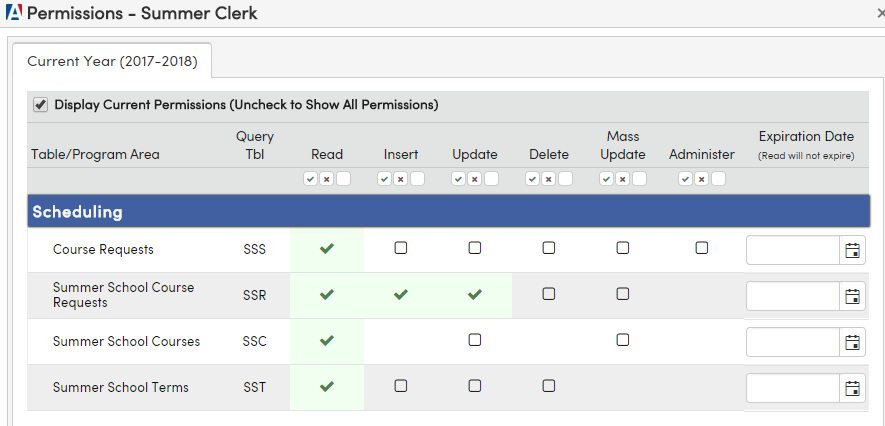 Permissions - Summer Clerk
Current Year (2017-2018)
Display Current Permissions (Uncheck to Show All Permissions)
Table/Program Area Query Tbl Read Insert Update Delete Mass Update Administer Expiration Date (Read will not expire)
Scheduling
Course Requests SSS
Summer School Course Requests SSR
Summer School Courses SSC
Summer School Terms SST